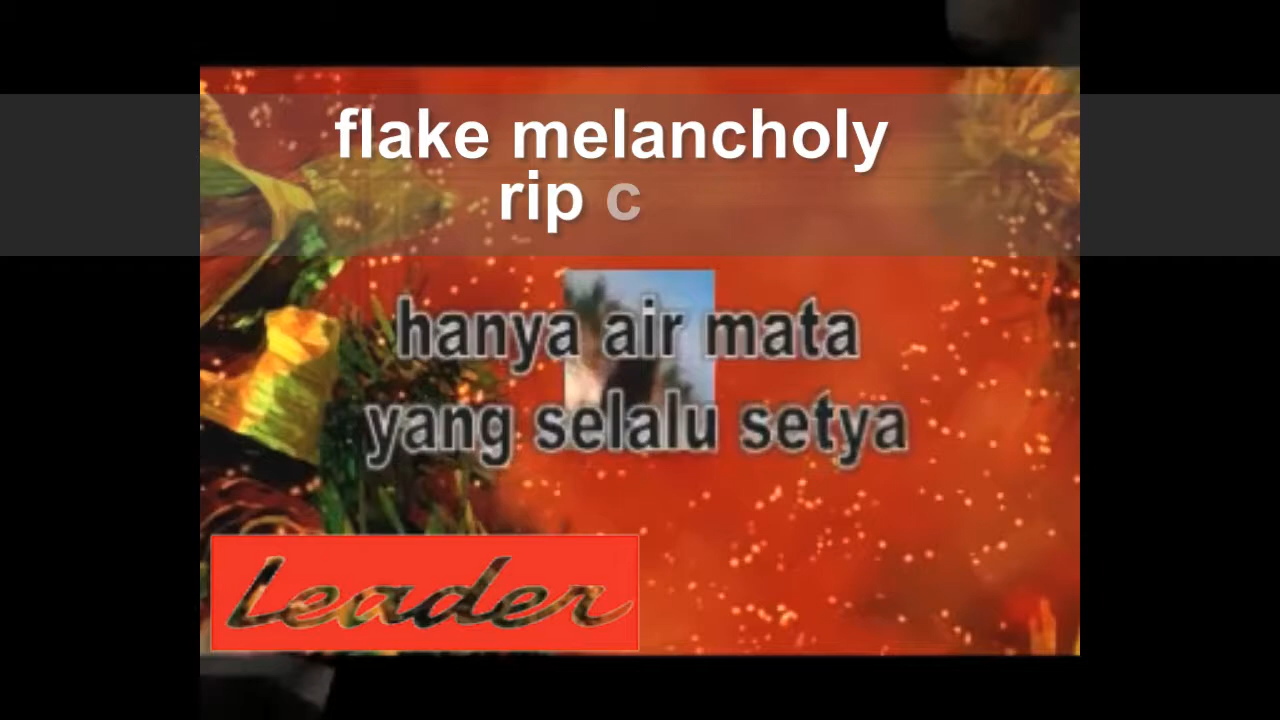 flake melancholy
rip c
hanya air mata
yang selalu setya
Leader